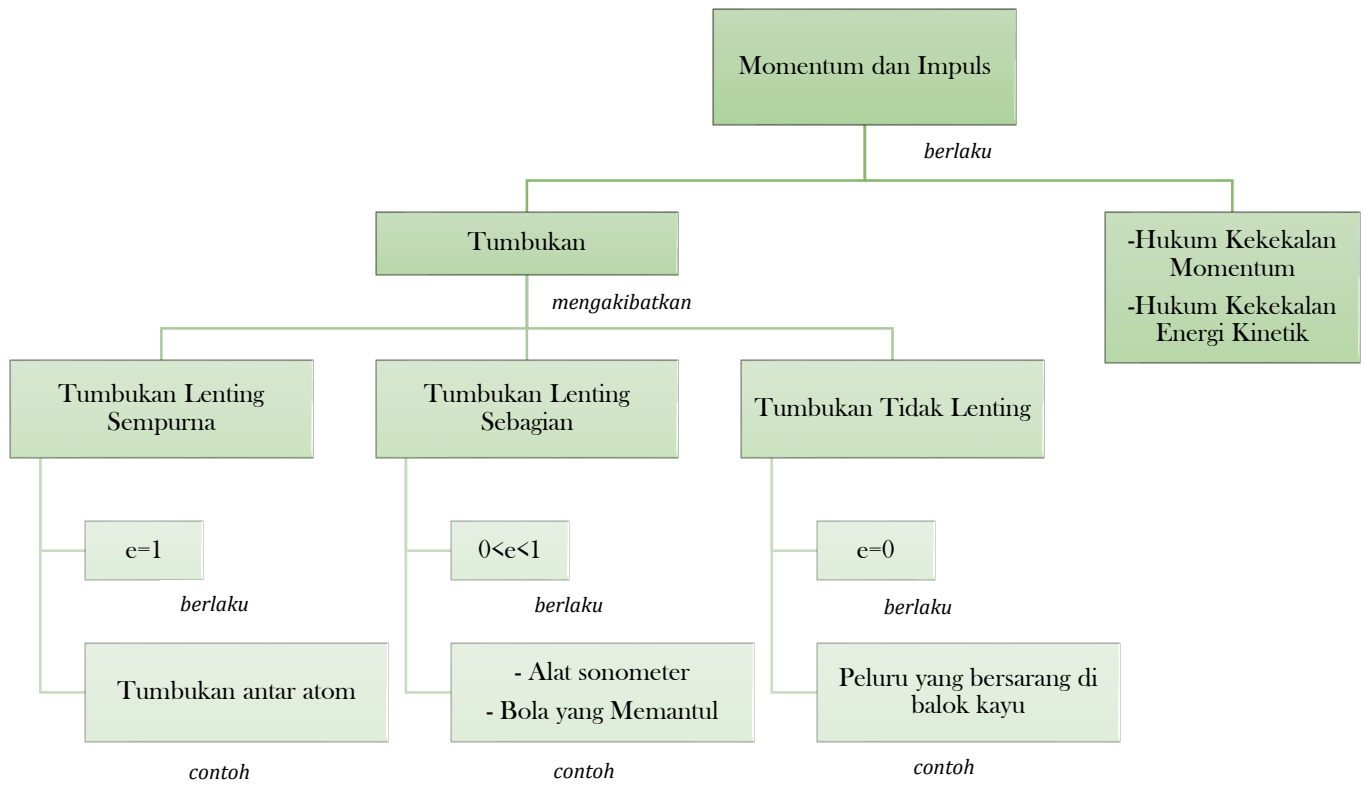 Momentum dan Impuls
berlaku
Tumbukan
-Hukum Kekekalan
Momentum
-Hukum Kekekalan
Energi Kinetik
mengakibatkan
Tumbukan Lenting
Sempurna
Tumbukan Lenting
Sebagian
Tumbukan Tidak Lenting
e=1
0<e<1
e=0
berlaku
berlaku
berlaku
Tumbukan antar atom
- Alat sonometer
- Bola yang Memantul
Peluru yang bersarang di
balok kayu
contoh
contoh
contoh